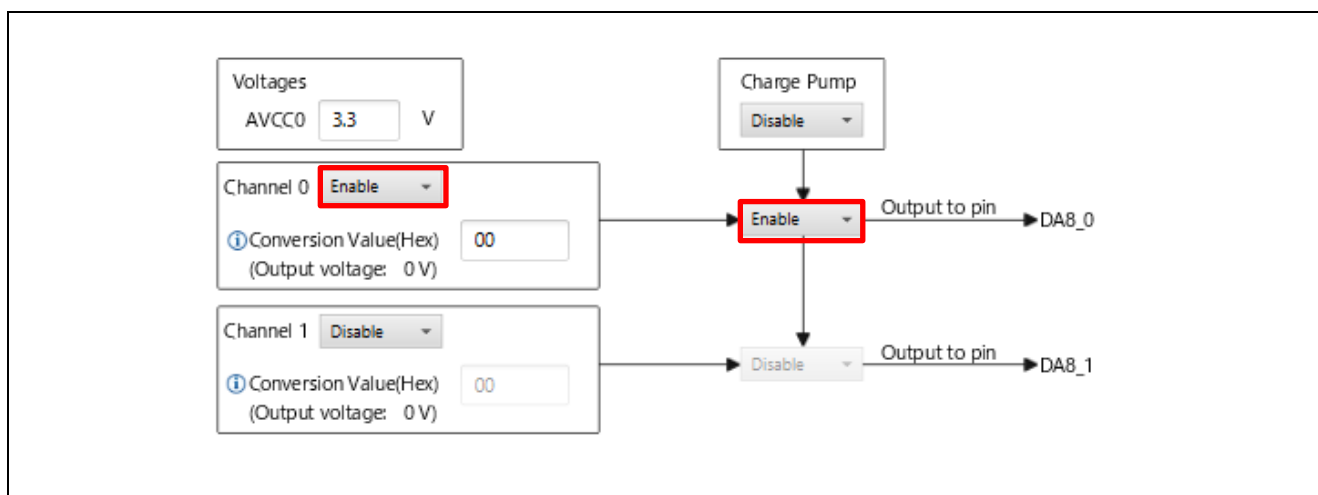 Voltages
AVCC0 3.3 V
Charge Pump
Disable
Channel 0 Enable
Conversion Value(Hex) 00
(Output voltage: 0 V)
Enable
Output to pin
DA8_0
Channel 1 Disable
Conversion Value(Hex) 00
(Output voltage: 0 V)
Disable
Output to pin
DA8_1